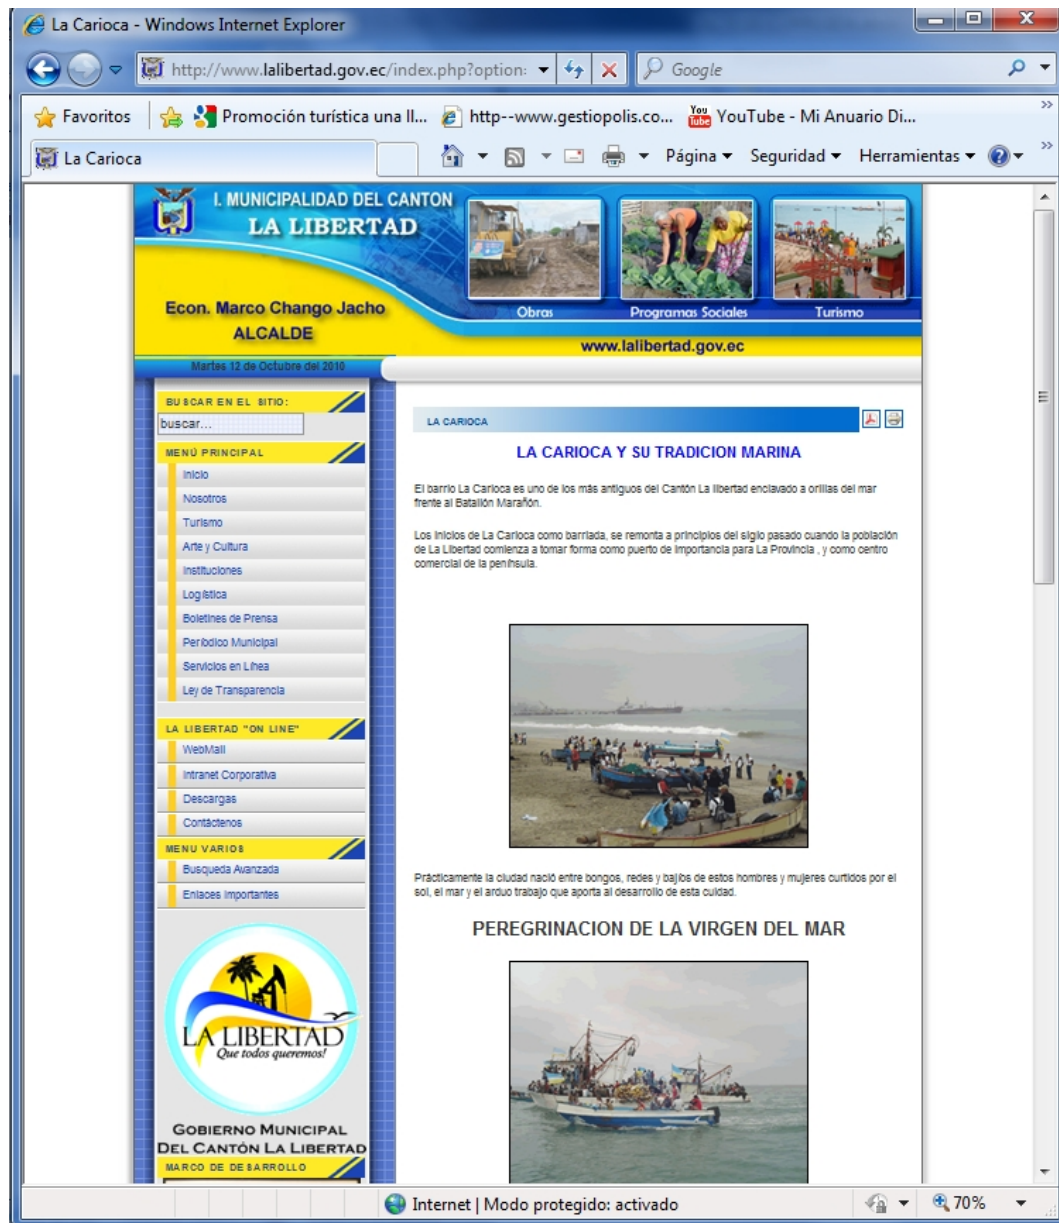 La Carioca - Windows Internet Explorer
http://www.lalibertad.gov.ec/index.php?option:
Google
Favoritos
Promoción turística una Il...
http--www.gestiopolis.co...
YouTube - Mi Anuario Di...
La Carioca
Página
Seguridad
Herramientas
I. MUNICIPALIDAD DEL CANTON
LA LIBERTAD
Econ. Marco Chango Jacho
ALCALDE
Obras
Programas Sociales
Turismo
www.lalibertad.gov.ec
Martes 12 de Octubre del 2010
BUSCAR EN EL SITIO:
buscar...
MENÚ PRINCIPAL
Inicio
Nosotros
Turismo
Arte y Cultura
Instituciones
Logística
Boletines de Prensa
Periódico Municipal
Servicios en Línea
Ley de Transparencia
LA LIBERTAD "ON LINE"
WebMail
Intranet Corporativa
Descargas
Contáctenos
MENU VARIOS
Busqueda Avanzada
Enlaces Importantes
LA LIBERTAD
Que todos queremos!
GOBIERNO MUNICIPAL
DEL CANTÓN LA LIBERTAD
MARCO DE DESARROLLO
LA CARIOCA
LA CARIOCA Y SU TRADICION MARINA
El barrio La Carioca es uno de los más antiguos del Cantón La libertad enclavado a orillas del mar
frente al Batallón Marañón.
Los inicios de La Carioca como barriada, se remonta a principios del siglo pasado cuando la población
de La Libertad comienza a tomar forma como puerto de importancia para La Provincia , y como centro
comercial de la península.
Prácticamente la ciudad nació entre bongos, redes y bajíos de estos hombres y mujeres curtidos por el
sol, el mar y el arduo trabajo que aporta al desarrollo de esta cuidad.
PEREGRINACION DE LA VIRGEN DEL MAR
Internet | Modo protegido: activado
70%